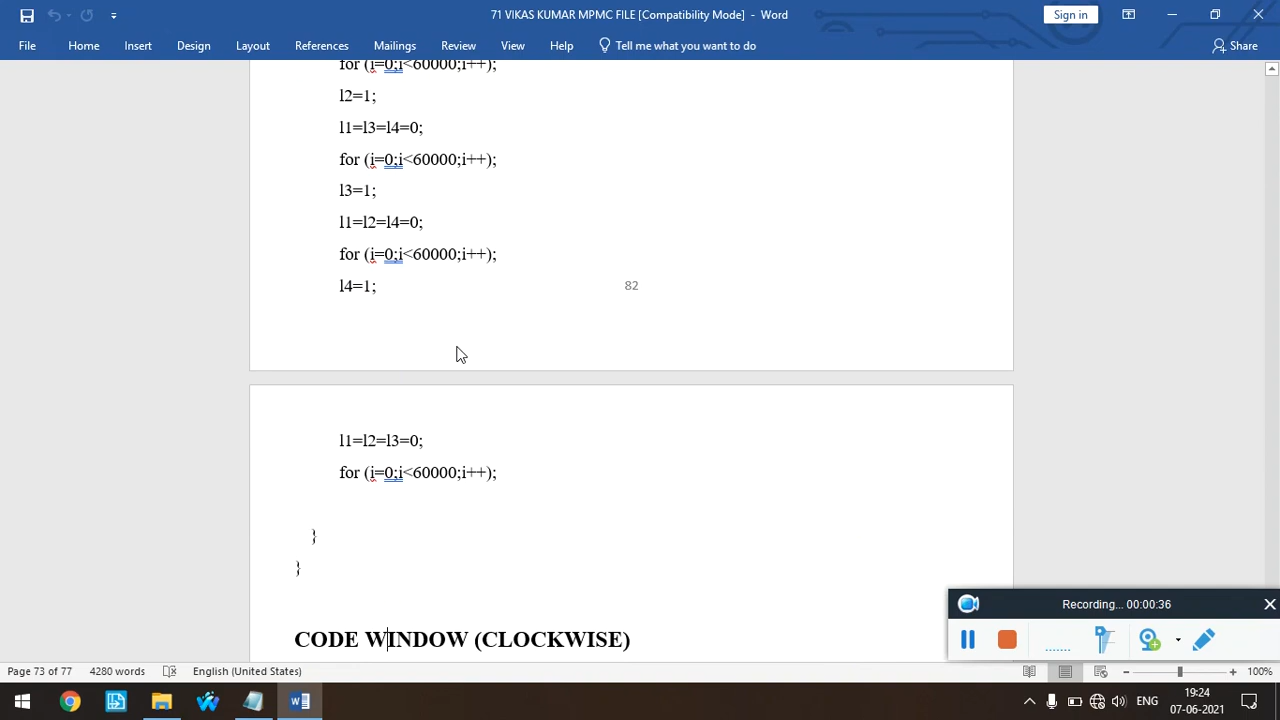 71 VIKAS KUMAR MPMC FILE [Compatibility Mode] - Word
Sign in
File Home Insert Design Layout References Mailings Review View Help Tell me what you want to do Share
for (i=0;i<60000;i++);
l2=1;
l1=l3=l4=0;
for (i=0;i<60000;i++);
l3=1;
l1=l2=l4=0;
for (i=0;i<60000;i++);
l4=1;
82
l1=l2=l3=0;
for (i=0;i<60000;i++);
}
}
CODE WINDOW (CLOCKWISE)
Recording... 00:00:36
Page 73 of 77 4280 words English (United States) 100%
ENG
19:24
07-06-2021